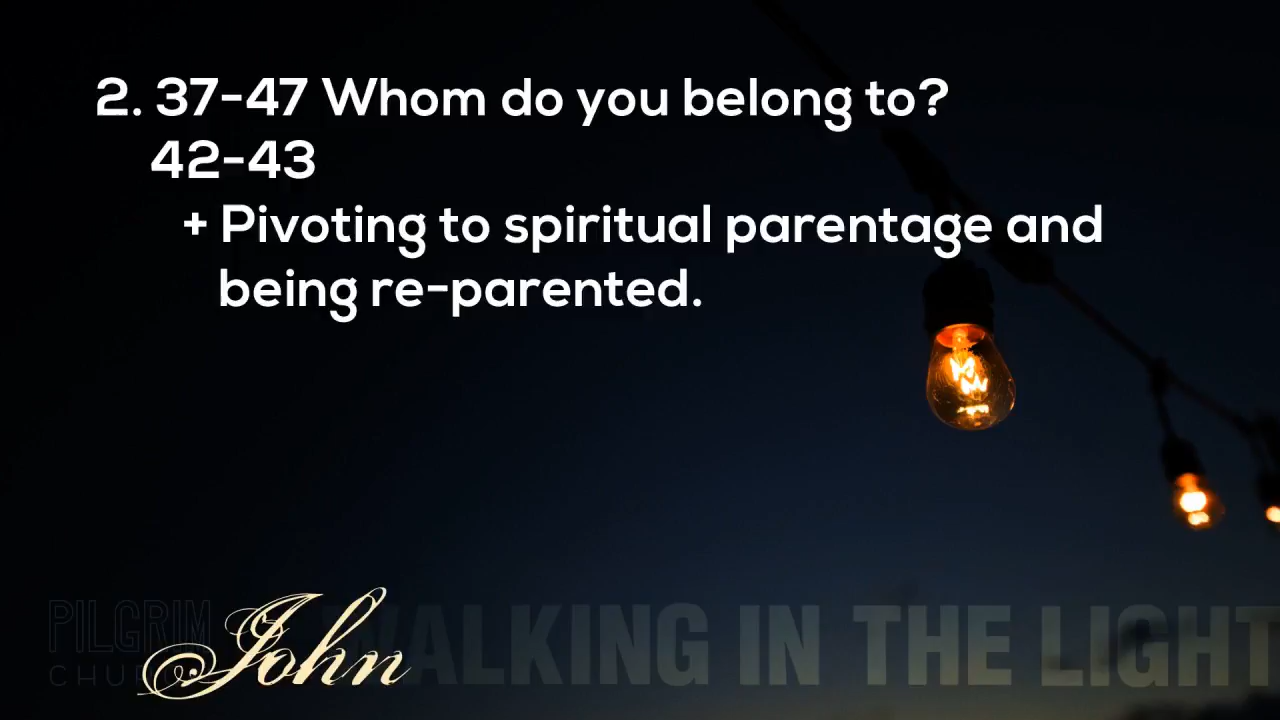 2. 37-47 Whom do you belong to?
42-43
+ Pivoting to spiritual parentage and
being re-parented.
PILGRIM
CHURCH
John
WALKING IN THE LIGHT